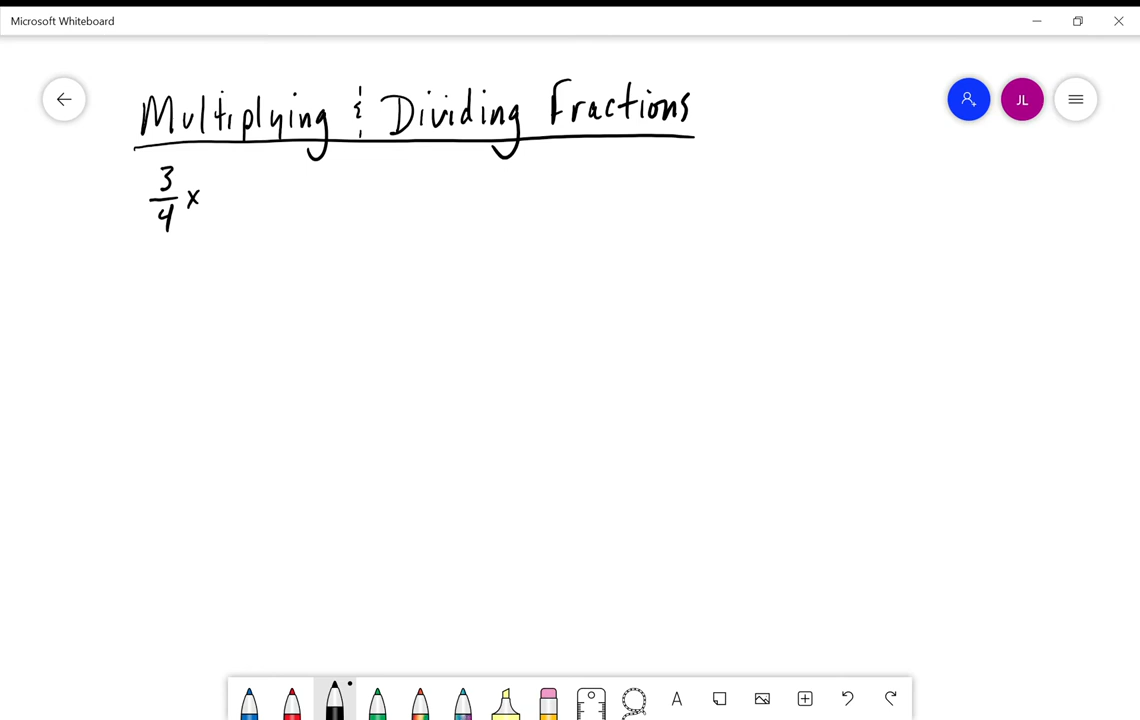 Microsoft Whiteboard
Multiplying & Dividing Fractions
JL
3/4 x
A